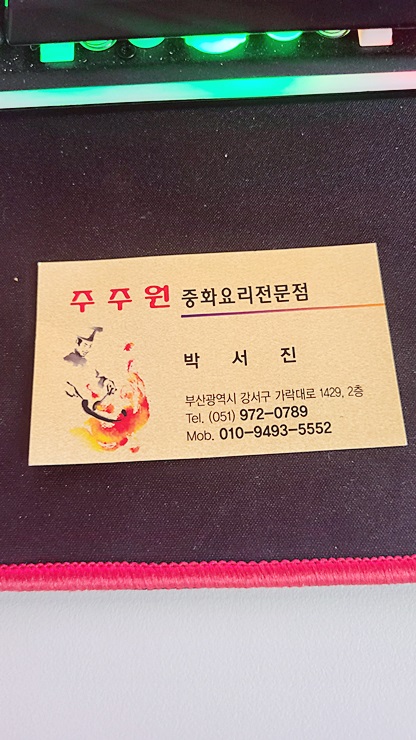 주주원 중화요리전문점
박 서 진
부산광역시 강서구 가락대로 1429, 2층
Tel. (051) 972-0789
Mob. 010-9493-5552